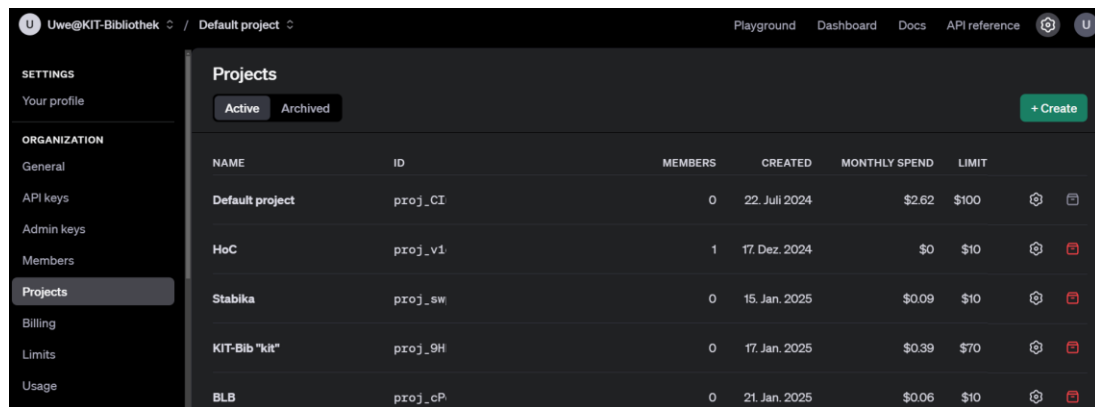 U Uwe@KIT-Bibliothek / Default project Playground Dashboard Docs API reference U
SETTINGS
Your profile
ORGANIZATION
General
API keys
Admin keys
Members
Projects
Billing
Limits
Usage
Projects
Active Archived + Create
NAME ID MEMBERS CREATED MONTHLY SPEND LIMIT
Default project proj_CI 0 22. Juli 2024 $2.62 $100
HoC proj_v1 1 17. Dez. 2024 $0 $10
Stabika proj_sw 0 15. Jan. 2025 $0.09 $10
KIT-Bib "kit" proj_9H 0 17. Jan. 2025 $0.39 $70
BLB proj_cP 0 21. Jan. 2025 $0.06 $10